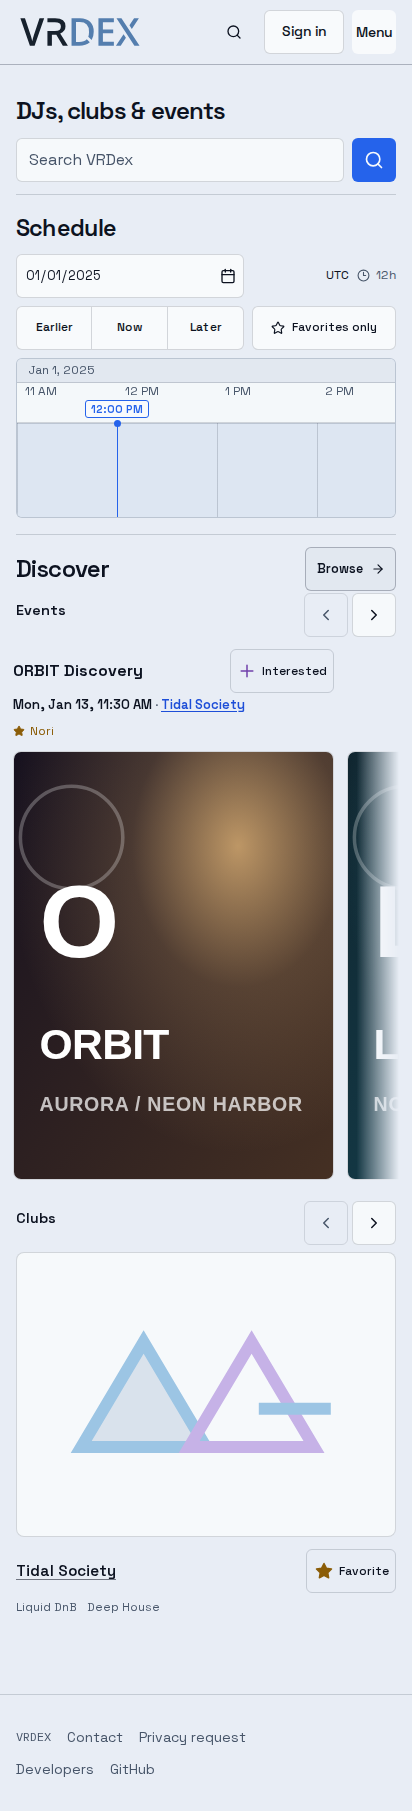 VRDEX
Sign in
Menu
DJs, clubs & events
Search VRDex
Schedule
01/01/2025
UTC 12h
Earlier
Now
Later
Favorites only
Jan 1, 2025
11 AM 12 PM 1 PM 2 PM
12:00 PM
Discover
Browse
Events
ORBIT Discovery
Interested
Mon, Jan 13, 11:30 AM · Tidal Society
Nori
O
ORBIT
AURORA / NEON HARBOR
Clubs
Tidal Society
Favorite
Liquid DnB Deep House
VRDEX Contact Privacy request
Developers GitHub